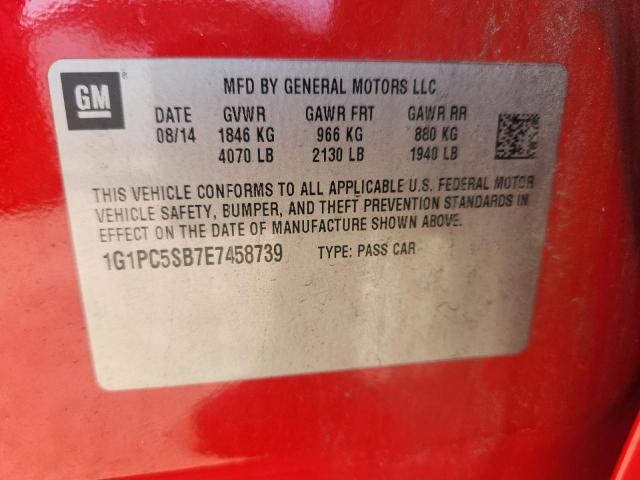 GM®
MFD BY GENERAL MOTORS LLC
DATE GVWR GAWR FRT GAWR RR
08/14 1846 KG 966 KG 880 KG
4070 LB 2130 LB 1940 LB
THIS VEHICLE CONFORMS TO ALL APPLICABLE U.S. FEDERAL MOTOR
VEHICLE SAFETY, BUMPER, AND THEFT PREVENTION STANDARDS IN
EFFECT ON THE DATE OF MANUFACTURE SHOWN ABOVE.
1G1PC5SB7E7458739 TYPE: PASS CAR